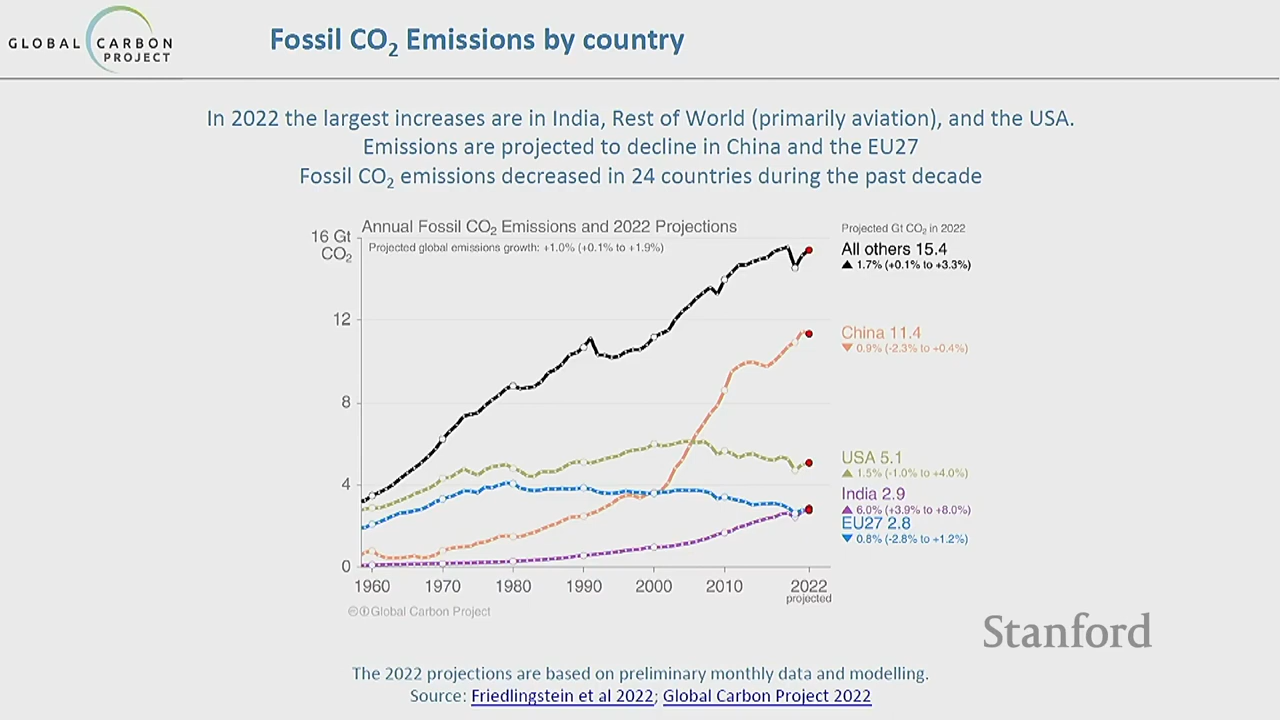 GLOBAL CARBON
PROJECT
Fossil CO₂ Emissions by country
In 2022 the largest increases are in India, Rest of World (primarily aviation), and the USA.
Emissions are projected to decline in China and the EU27
Fossil CO₂ emissions decreased in 24 countries during the past decade
Annual Fossil CO₂ Emissions and 2022 Projections
Projected global emissions growth: +1.0% (+0.1% to +1.9%)
16 Gt
CO₂
12
8
4
0
1960 1970 1980 1990 2000 2010 2022
projected
Projected Gt CO₂ in 2022
All others 15.4
▲ 1.7% (+0.1% to +3.3%)
China 11.4
▼ 0.9% (-2.3% to +0.4%)
USA 5.1
▲ 1.5% (-1.0% to +4.0%)
India 2.9
▲ 6.0% (+3.9% to +8.0%)
EU27 2.8
▼ 0.8% (-2.8% to +1.2%)
Global Carbon Project
Stanford
The 2022 projections are based on preliminary monthly data and modelling.
Source: Friedlingstein et al 2022; Global Carbon Project 2022